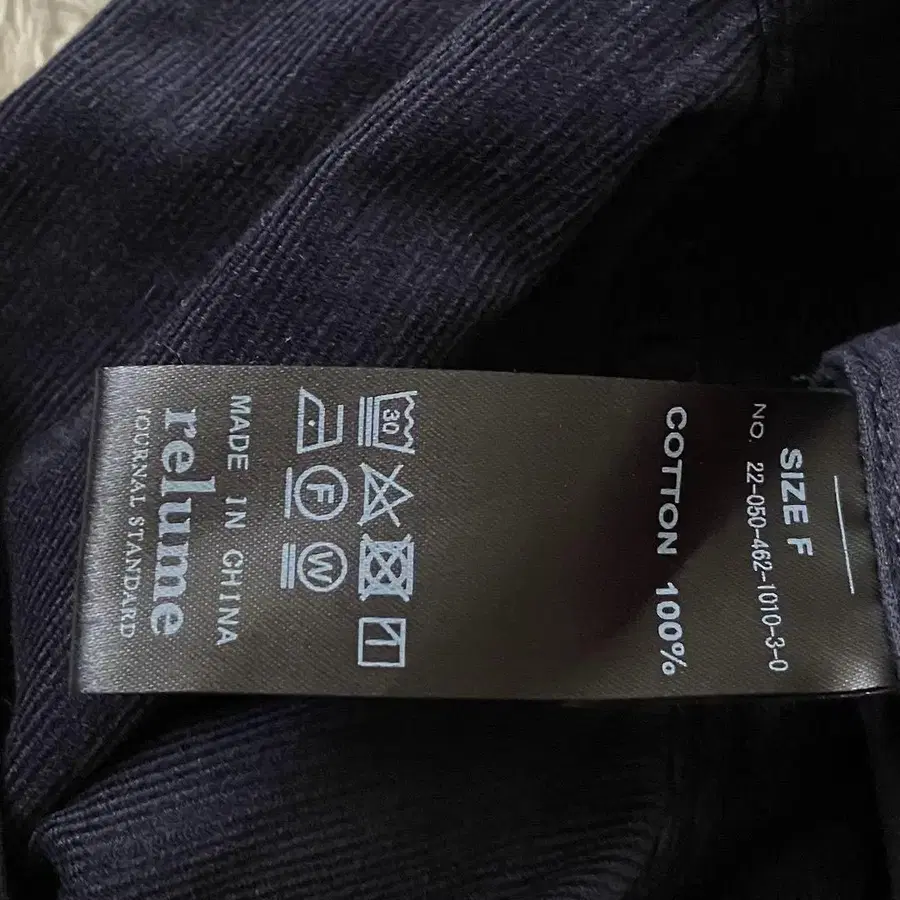 SIZE F
NO. 22-050-462-1010-3-0
COTTON 100%
30
F W
MADE IN CHINA
relume
JOURNAL STANDARD